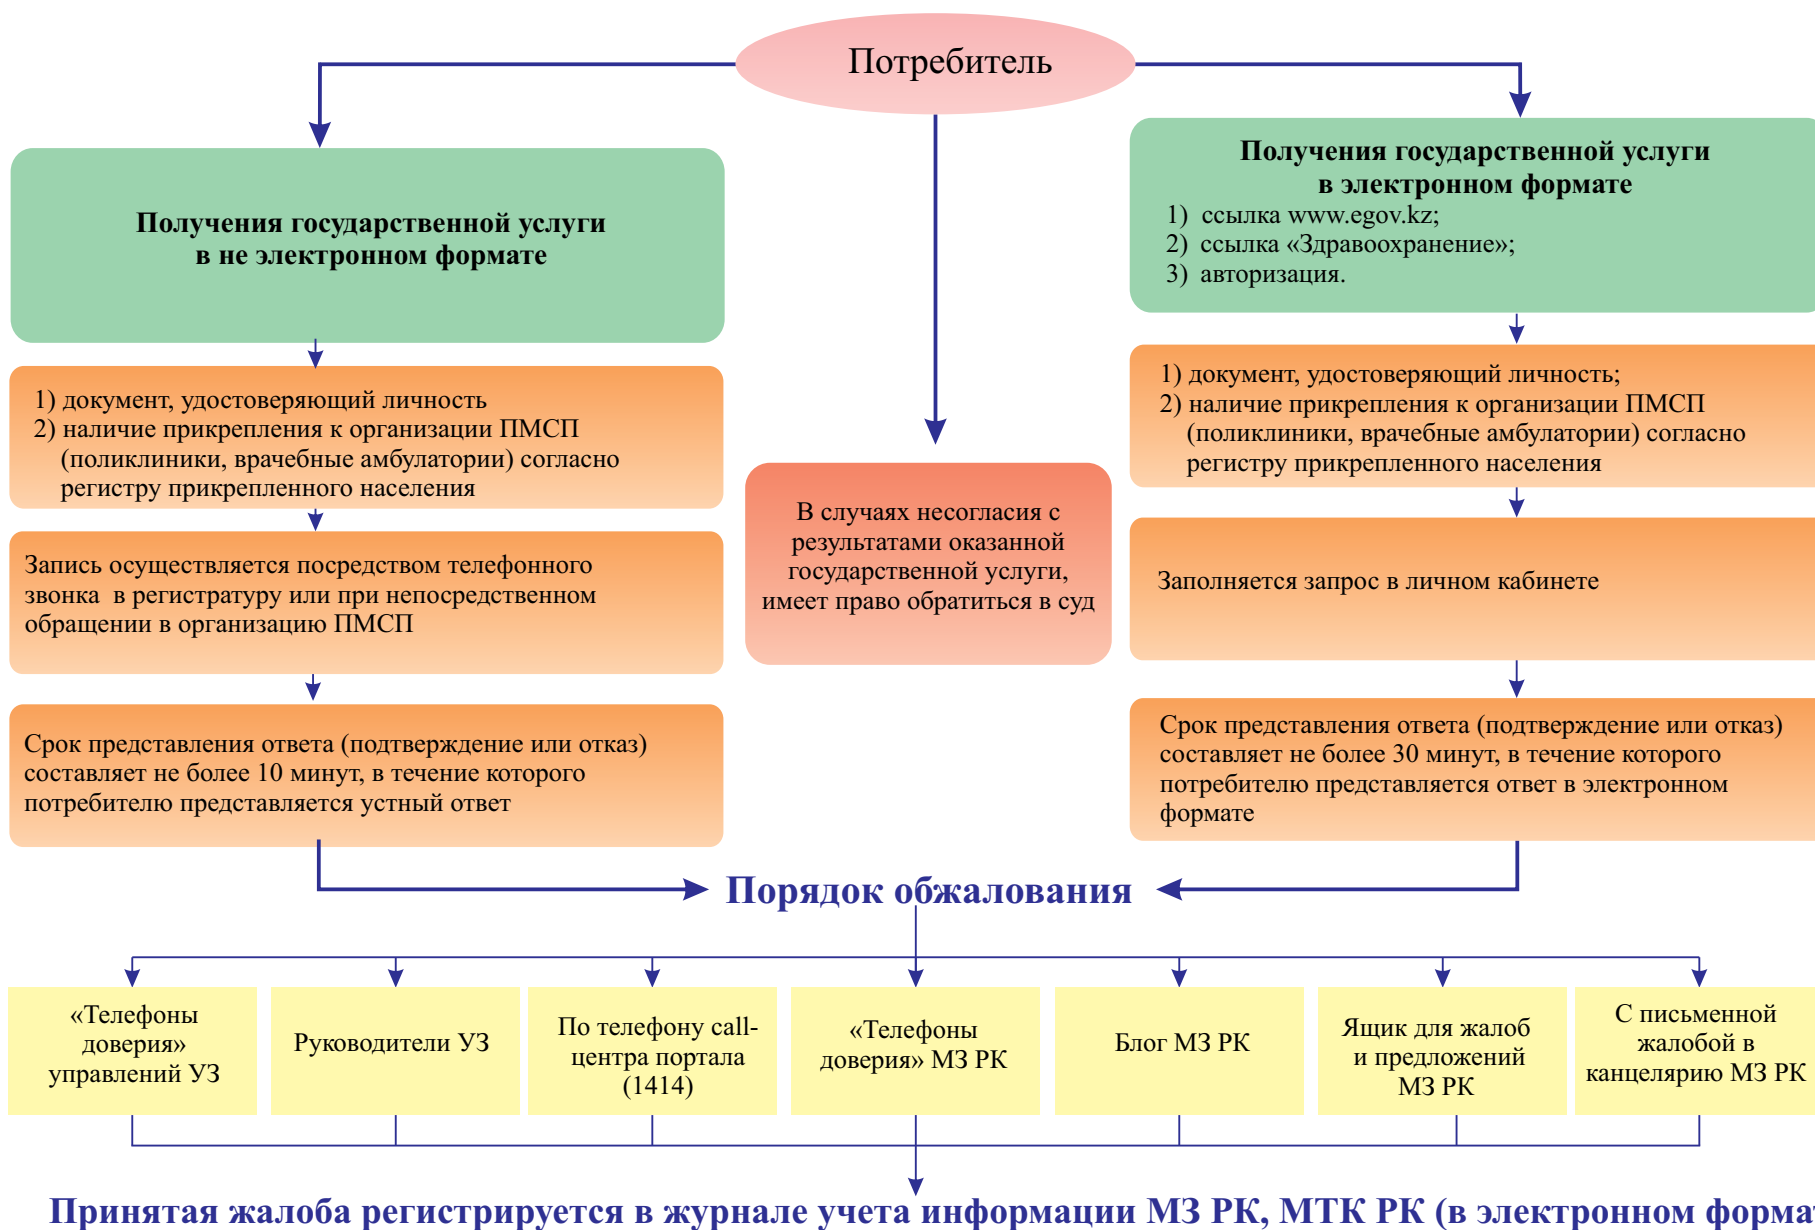 Потребитель
Получения государственной услуги
в не электронном формате
1) документ, удостоверяющий личность
2) наличие прикрепления к организации ПМСП
(поликлиники, врачебные амбулатории) согласно
регистру прикрепленного населения
Запись осуществляется посредством телефонного
звонка в регистратуру или при непосредственном
обращении в организацию ПМСП
Срок представления ответа (подтверждение или отказ)
составляет не более 10 минут, в течение которого
потребителю представляется устный ответ
В случаях несогласия с
результатами оказанной
государственной услуги,
имеет право обратиться в суд
Получения государственной услуги
в электронном формате
1) ссылка www.egov.kz;
2) ссылка «Здравоохранение»;
3) авторизация.
1) документ, удостоверяющий личность;
2) наличие прикрепления к организации ПМСП
(поликлиники, врачебные амбулатории) согласно
регистру прикрепленного населения
Заполняется запрос в личном кабинете
Срок представления ответа (подтверждение или отказ)
составляет не более 30 минут, в течение которого
потребителю представляется ответ в электронном
формате
Порядок обжалования
«Телефоны
доверия»
управлений УЗ
Руководители УЗ
По телефону call-
центра портала
(1414)
«Телефоны
доверия» МЗ РК
Блог МЗ РК
Ящик для жалоб
и предложений
МЗ РК
С письменной
жалобой в
канцелярию МЗ РК
Принятая жалоба регистрируется в журнале учета информации МЗ РК, МТК РК (в электронном форма